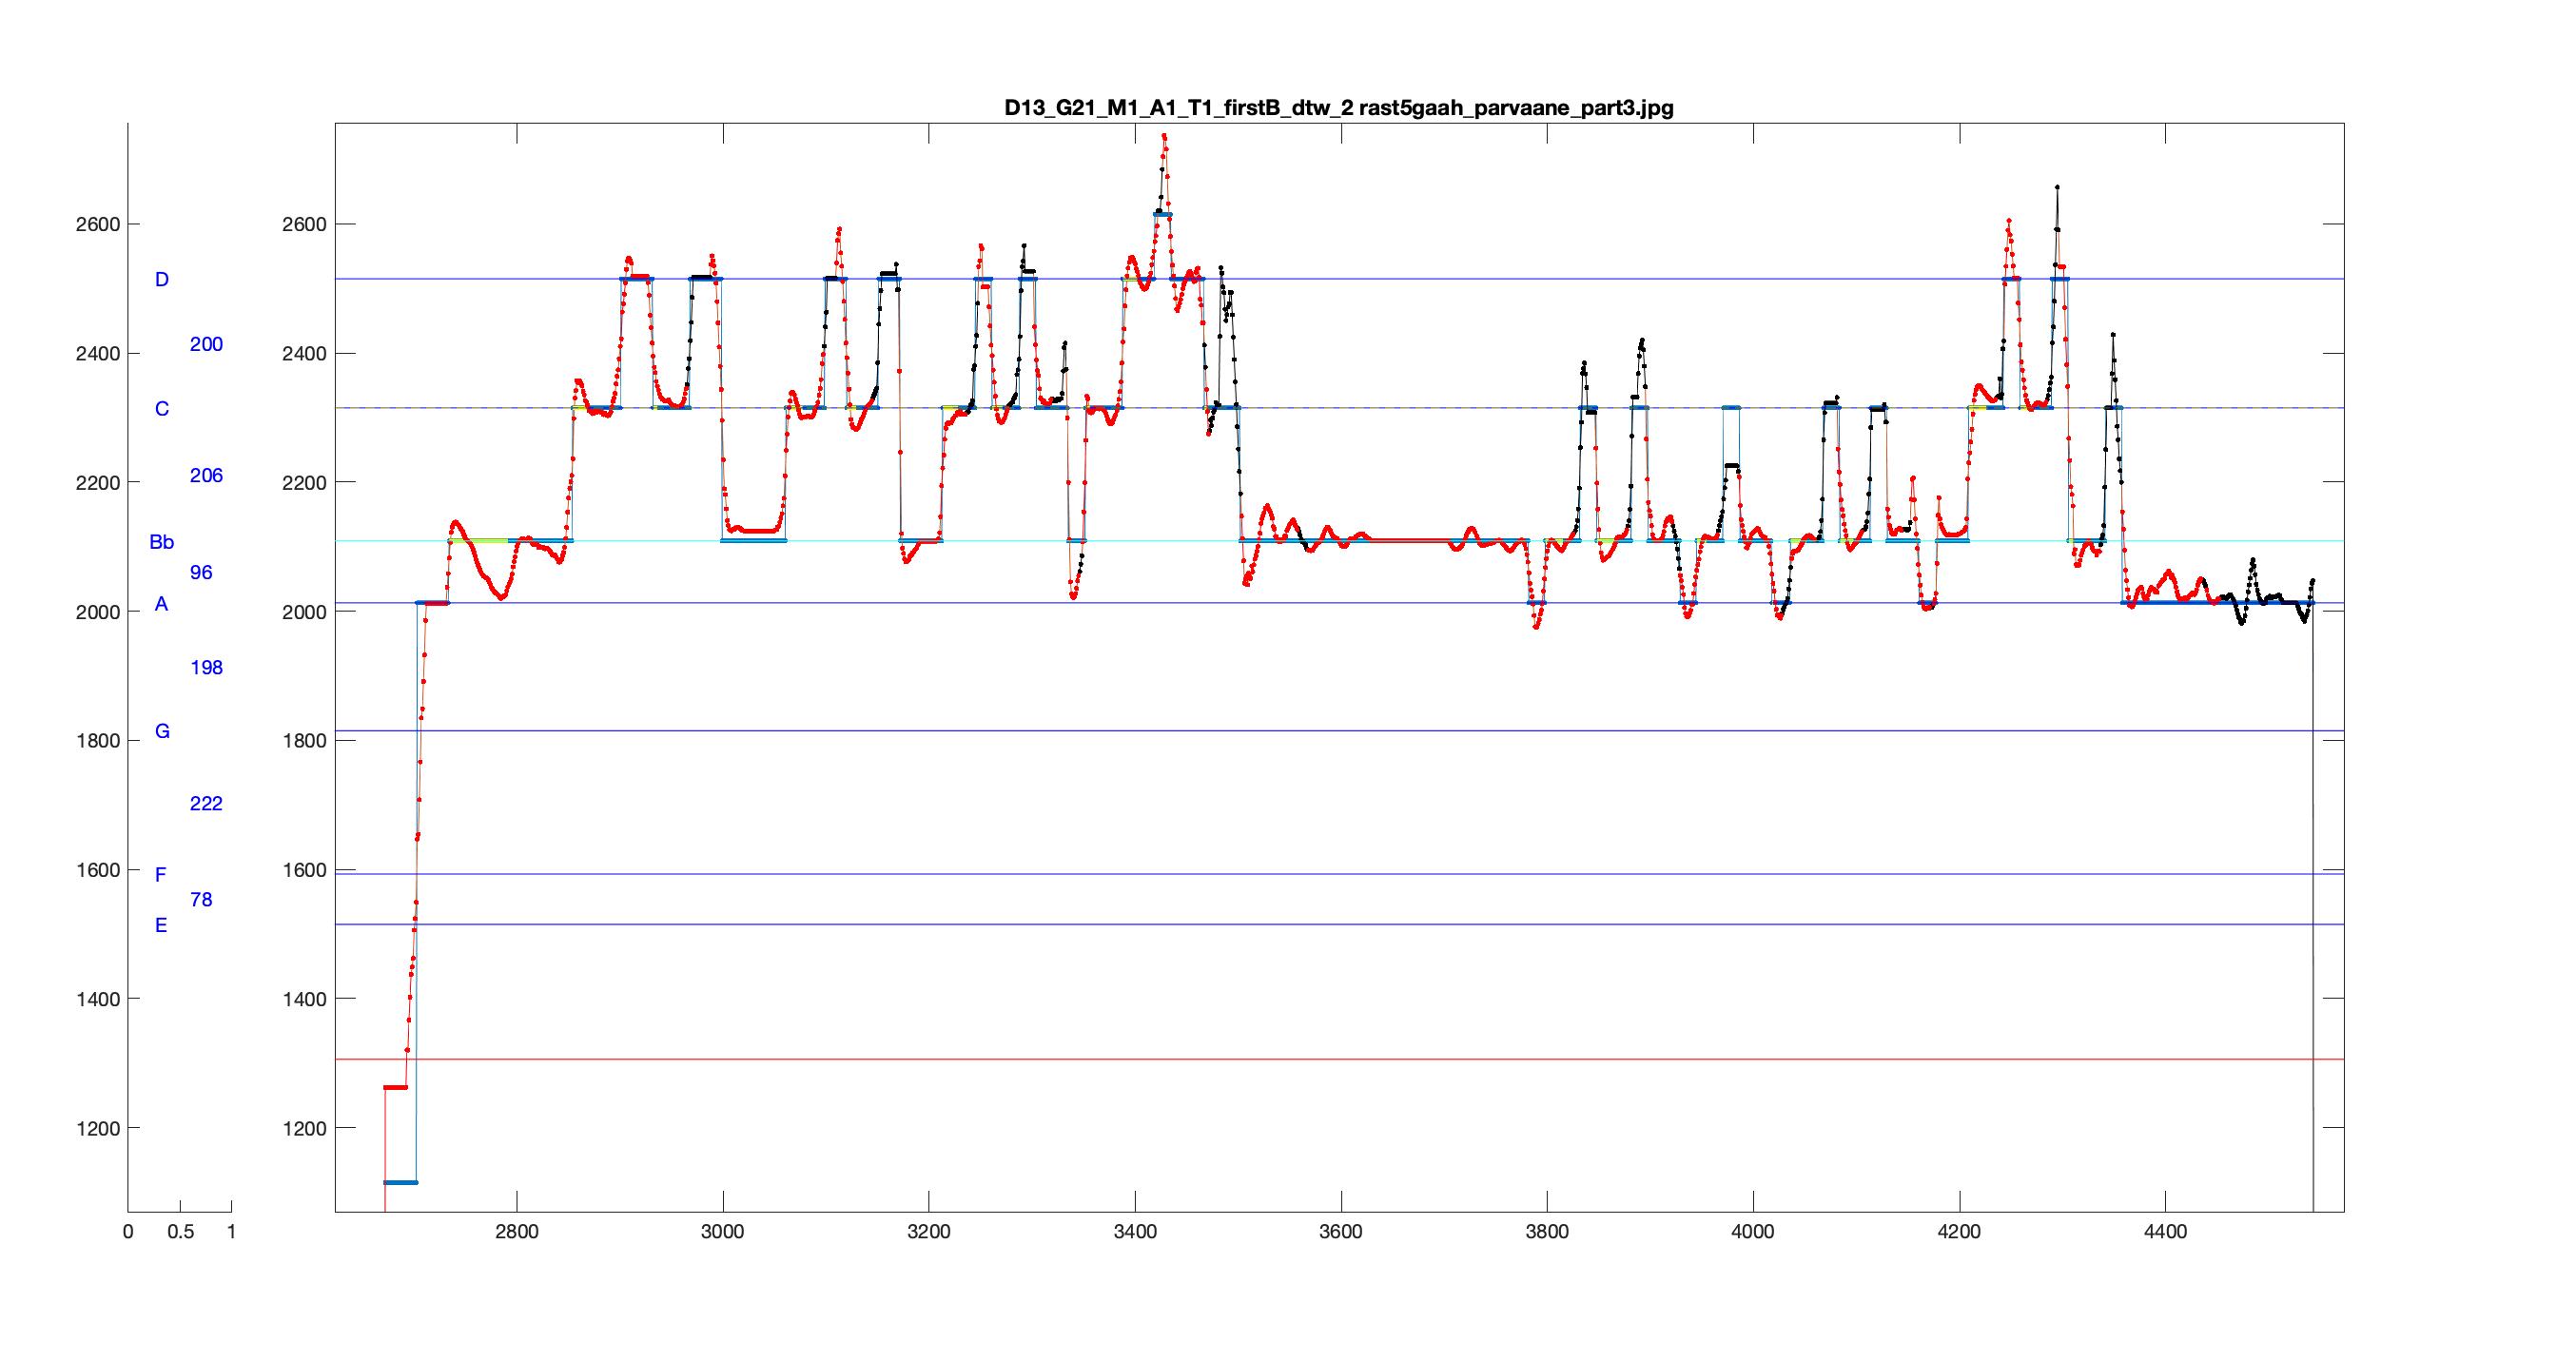 D13_G21_M1_A1_T1_firstB_dtw_2 rast5gaah_parvaane_part3.jpg
2600 2600
D
200
2400 2400
C
206
2200 2200
Bb
96
2000 A 2000
198
1800 G 1800
222
1600 F 1600
78
E
1400 1400
1200 1200
0 0.5 1 2800 3000 3200 3400 3600 3800 4000 4200 4400